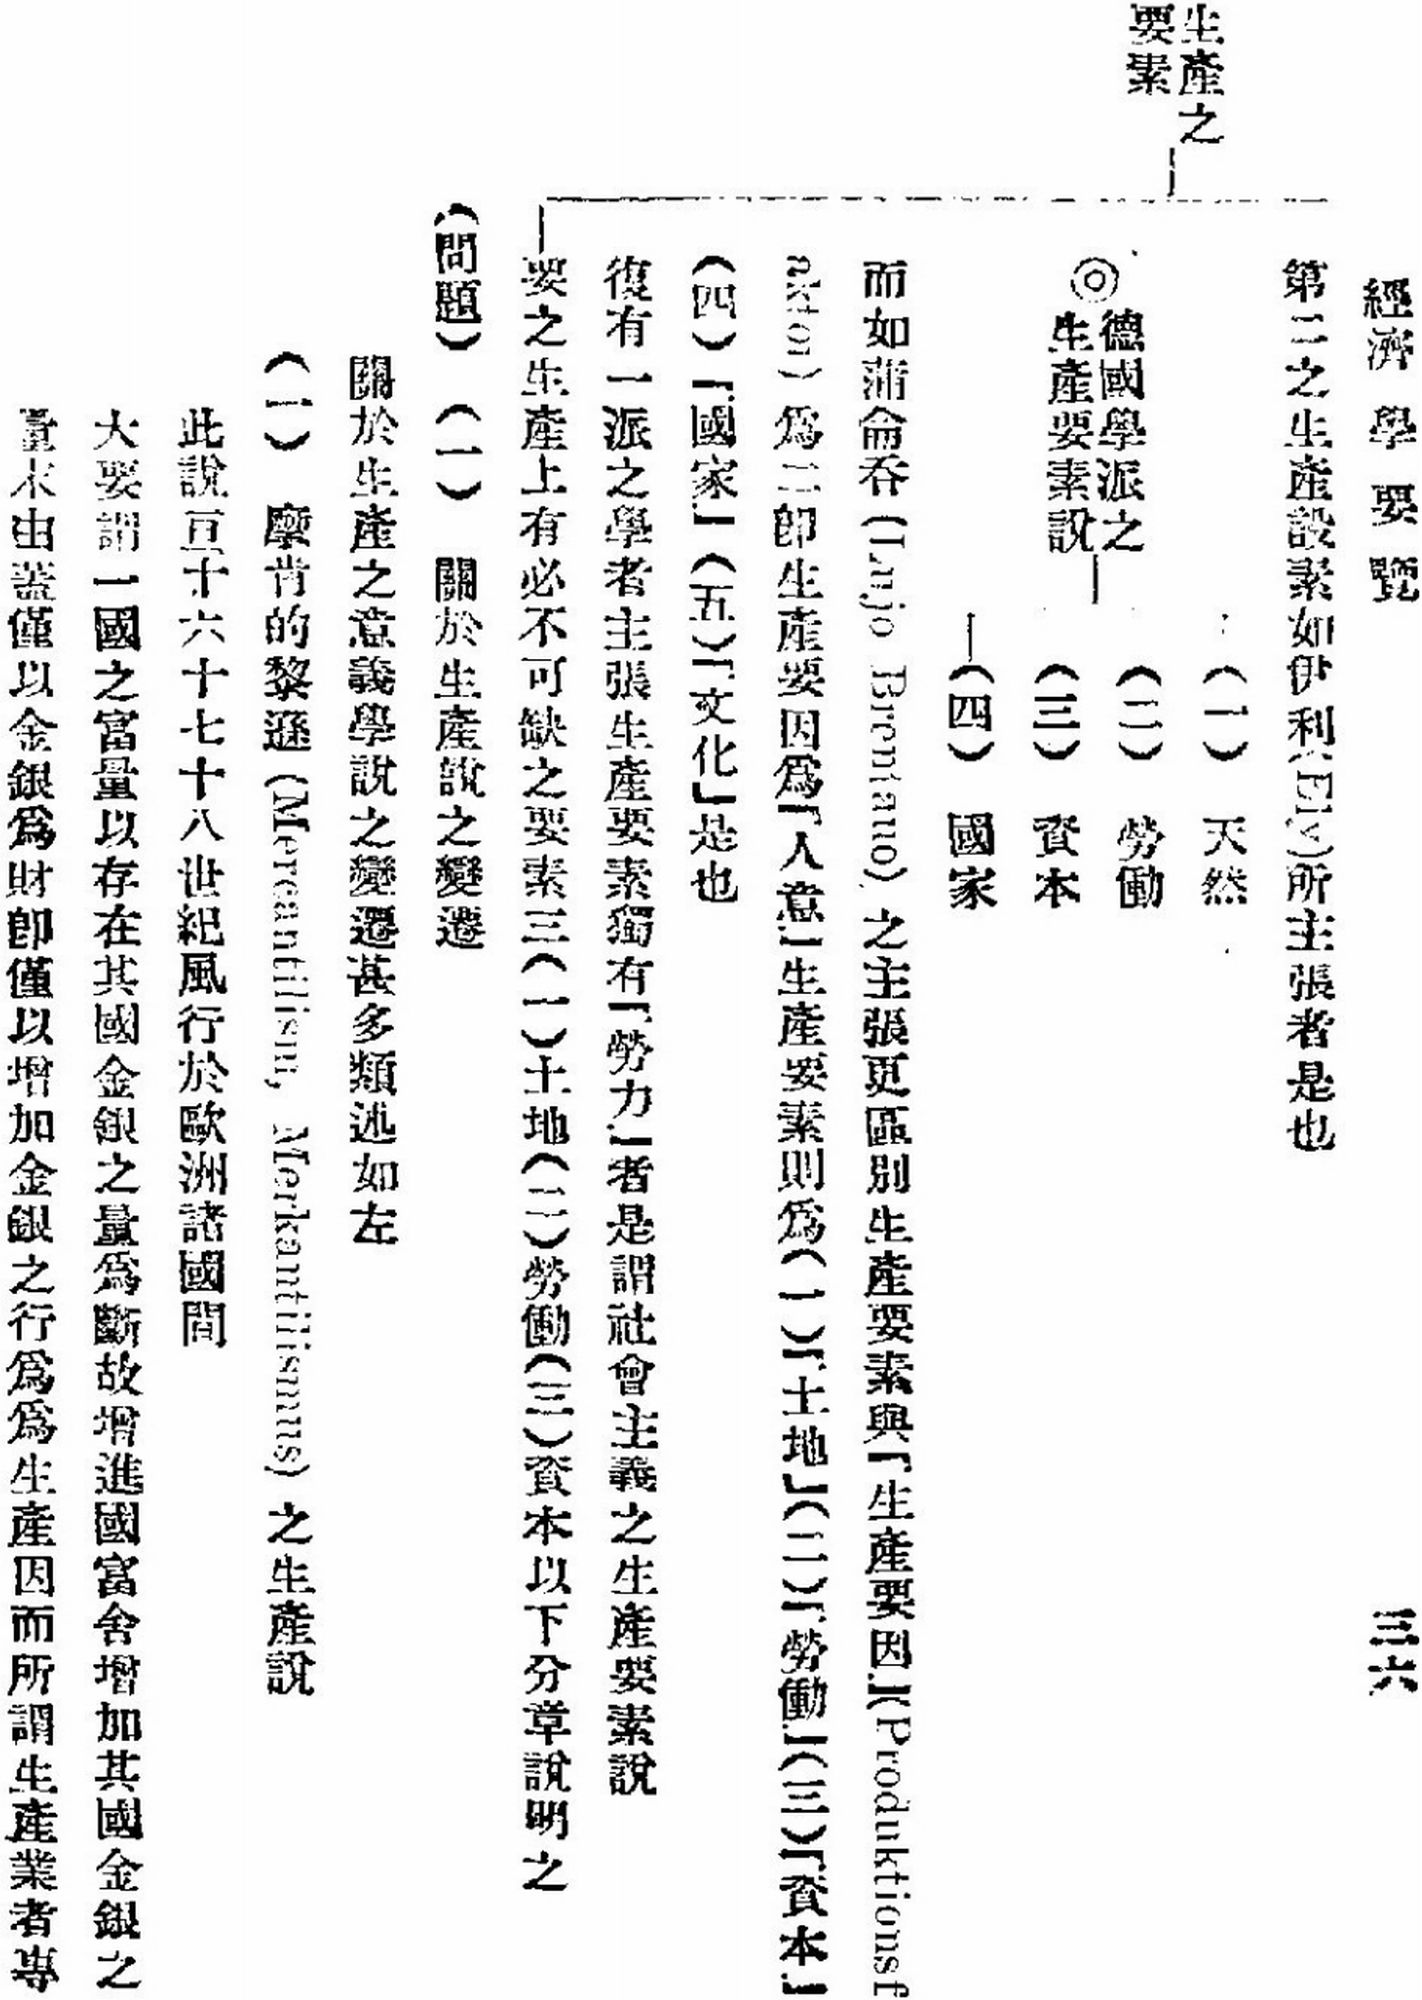 經濟學要覽
三六
生產之
要素
第二之生產設素如伊利(Ely)所主張者是也
◎德國學派之
生產要素說
(一) 天然
(二) 勞働
(三) 資本
(四) 國家
而如蒲侖呑(Lujo Brentano)之主張更區別生產要素與「生產要因」(Produktionsf
aktor)爲二卽生產要因爲「人意」生產要素則爲(一)「土地」(二)「勞働」(三)「資本」
(四)「國家」(五)「文化」是也
復有一派之學者主張生產要素獨有「勞力」者是謂社會主義之生產要素說
要之生產上有必不可缺之要素三(一)土地(二)勞働(三)資本以下分章說明之
(問題) (一) 關於生產說之變遷
關於生產之意義學說之變遷甚多類述如左
(一) 麼肯的黎遜(Mercantilism, Merkantilismus)之生產說
此說亘十六十七十八世紀風行於歐洲諸國間
大要謂一國之富量以存在其國金銀之量爲斷故增進國富舍增加其國金銀之
量末由蓋僅以金銀爲財卽僅以增加金銀之行爲爲生產因而所謂生產業者專